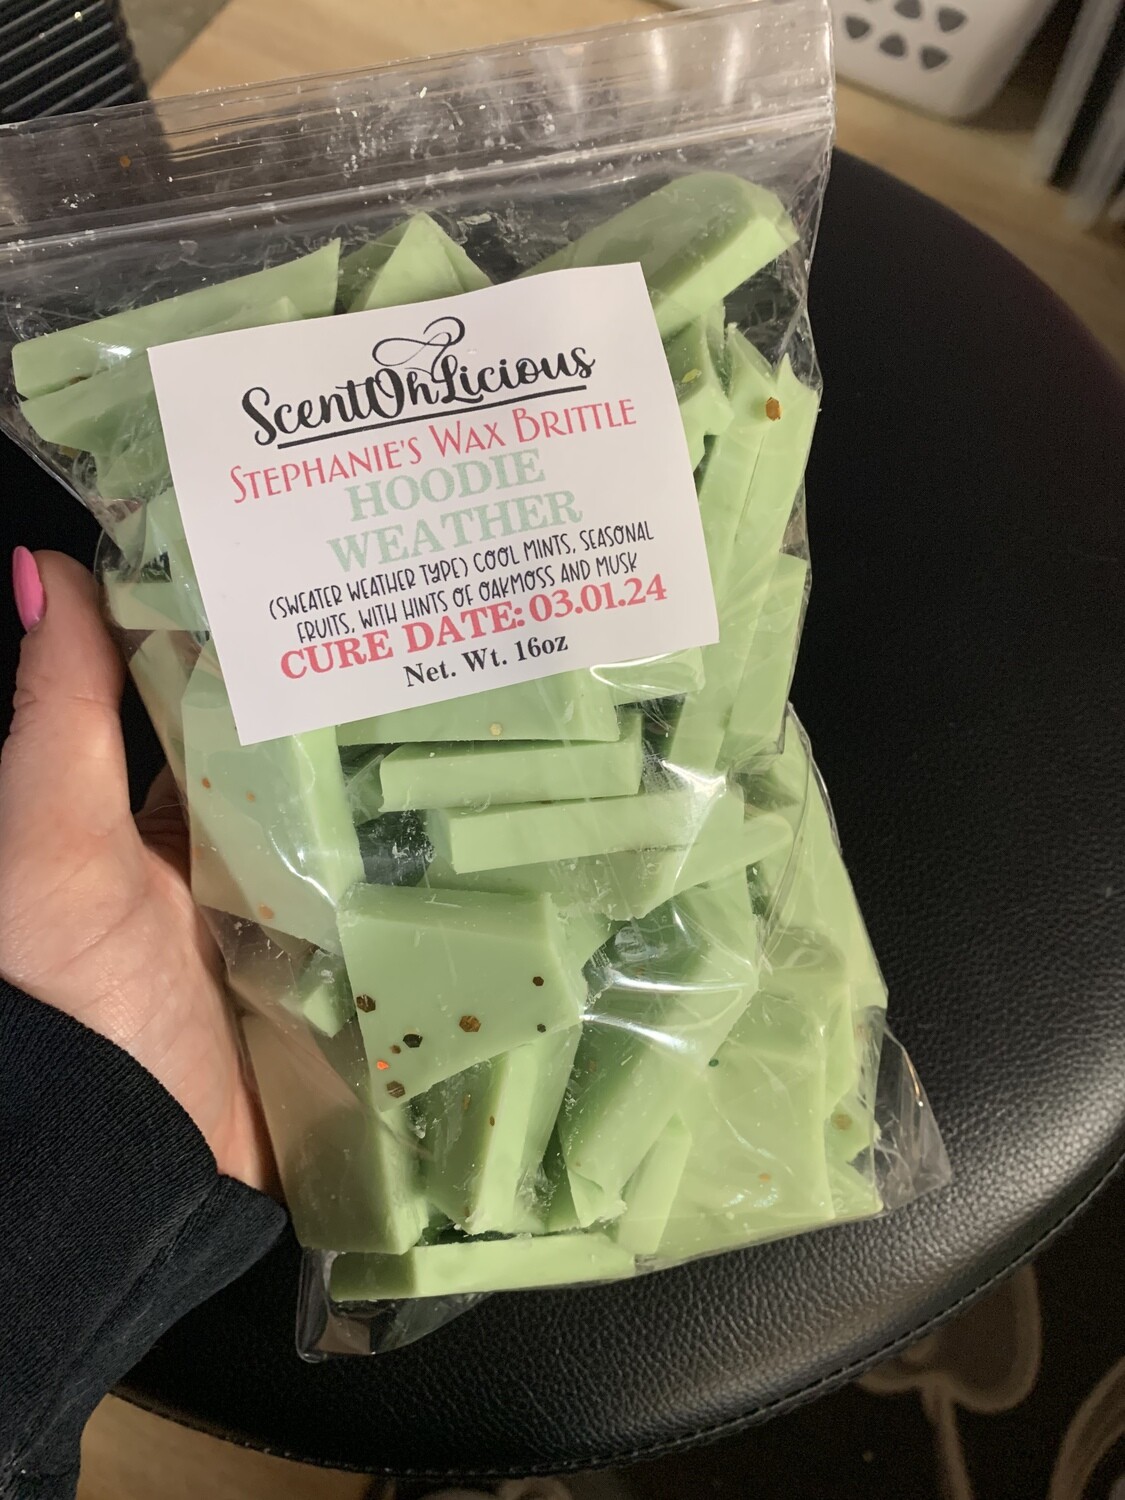 ScentOhLicious
STEPHANIE'S WAX BRITTLE
HOODIE
WEATHER
(SWEATER WEATHER TYPE) COOL MINTS, SEASONAL
FRUITS, WITH HINTS OF OAKMOSS AND MUSK
CURE DATE: 03.01.24
Net. Wt. 16oz